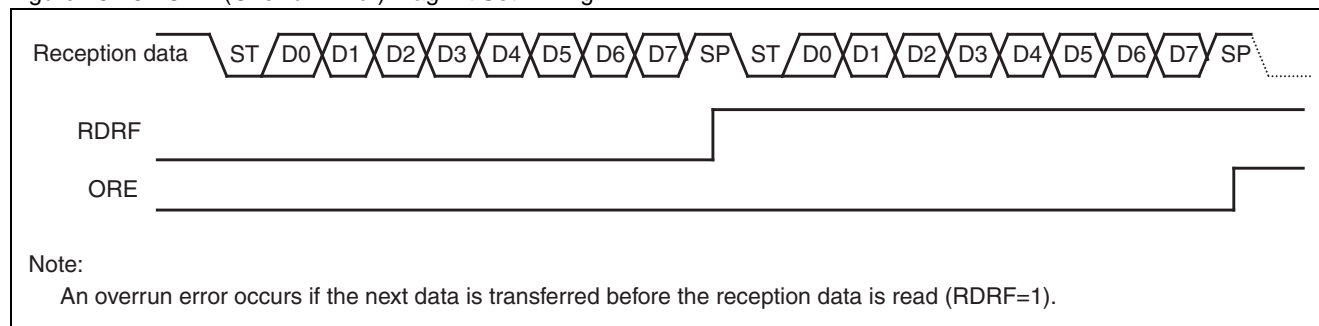 Reception data ST D0 D1 D2 D3 D4 D5 D6 D7 SP ST D0 D1 D2 D3 D4 D5 D6 D7 SP
RDRF
ORE
Note:
An overrun error occurs if the next data is transferred before the reception data is read (RDRF=1).